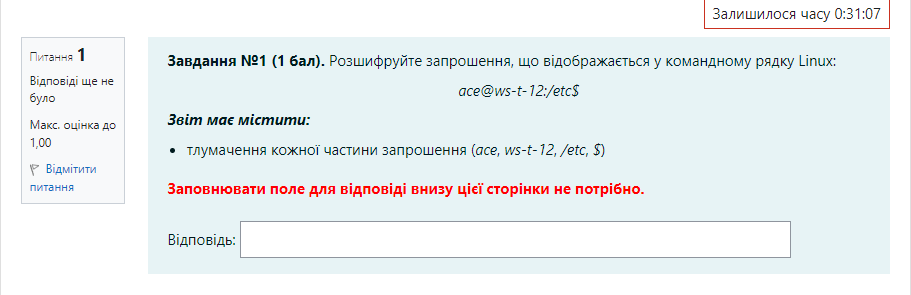 Залишилося часу 0:31:07
Питання 1
Відповіді ще не
було
Макс. оцінка до
1,00
Відмітити
питання
Завдання №1 (1 бал). Розшифруйте запрошення, що відображається у командному рядку Linux:
ace@ws-t-12:/etc$
Звіт має містити:
• тлумачення кожної частини запрошення (ace, ws-t-12, /etc, $)
Заповнювати поле для відповіді внизу цієї сторінки не потрібно.
Відповідь: